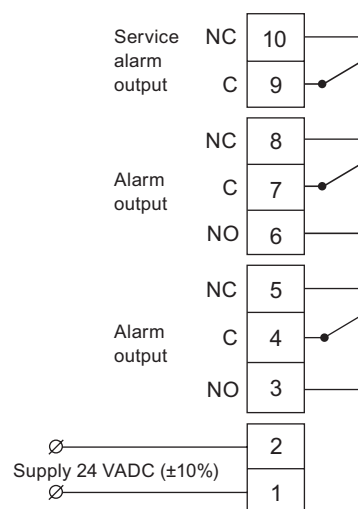 Service
alarm
output
NC 10
C 9
Alarm
output
NC 8
C 7
NO 6
Alarm
output
NC 5
C 4
NO 3
2
Supply 24 VADC (±10%)
1